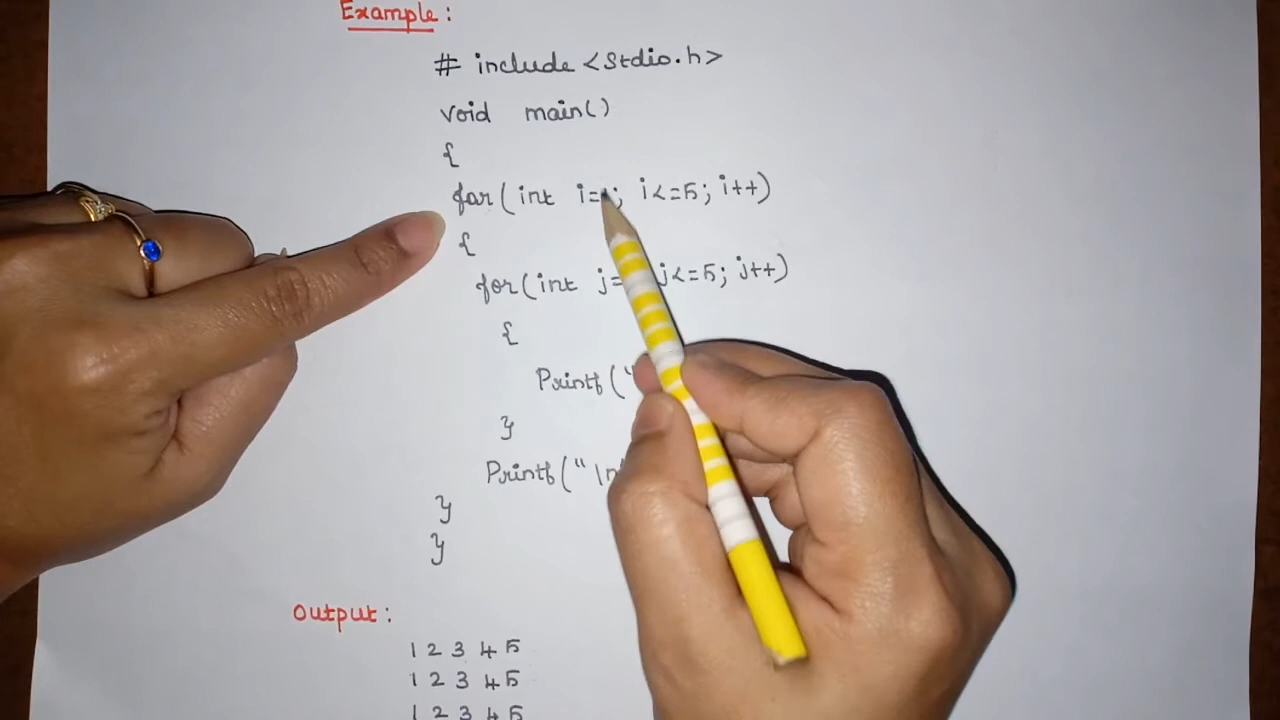 Example:
# include <stdio.h>
void main()
{
for( int i= ; i<=5; i++)
{
for(int j= j<=5; j++)
{
Printf("
}
Printf(" \n
}
}
output:
1 2 3 4 5
1 2 3 4 5
1 2 3 4 5